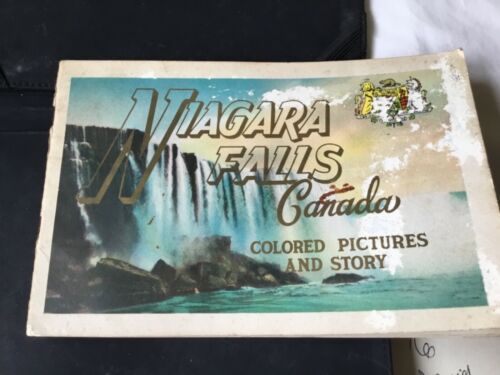 NIAGARA
FALLS
Canada
COLORED PICTURES
AND STORY